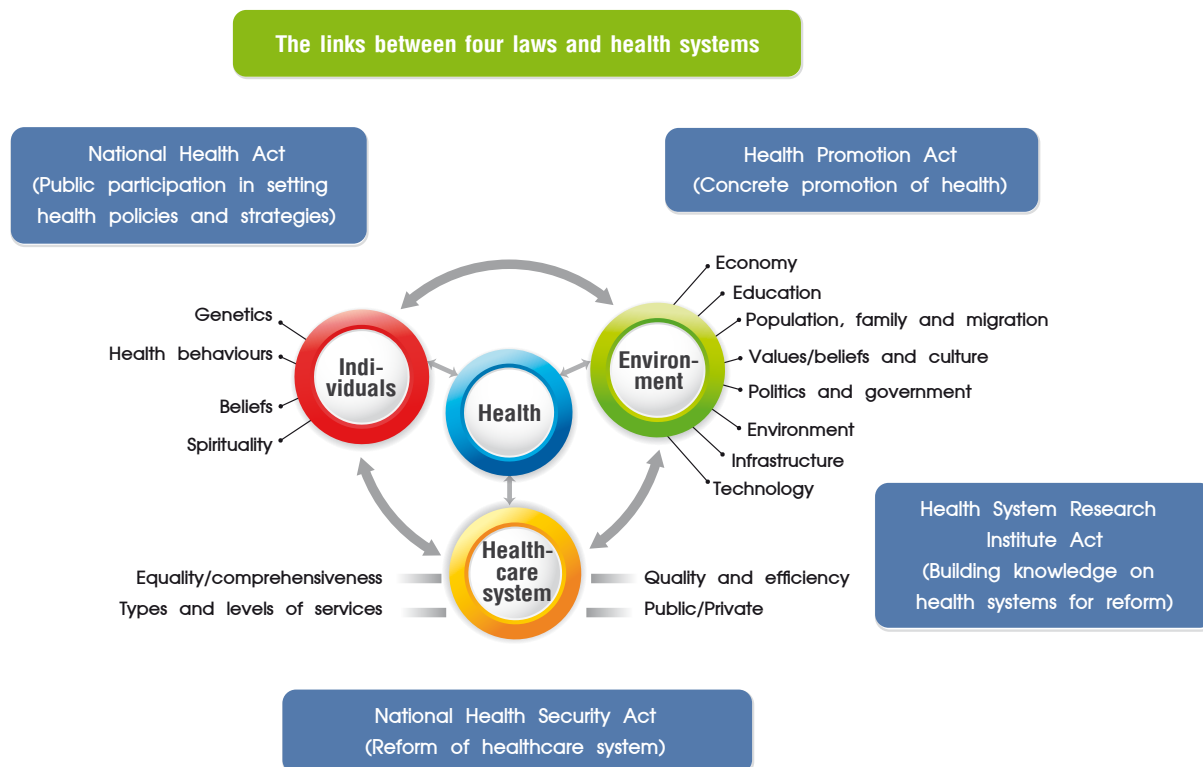 The links between four laws and health systems
National Health Act
(Public participation in setting
health policies and strategies)
Health Promotion Act
(Concrete promotion of health)
Genetics
Health behaviours
Beliefs
Spirituality
Indi-
viduals
Health
Environ-
ment
Economy
Education
Population, family and migration
Values/beliefs and culture
Politics and government
Environment
Infrastructure
Technology
Health System Research
Institute Act
(Building knowledge on
health systems for reform)
Equality/comprehensiveness
Types and levels of services
Health-
care
system
Quality and efficiency
Public/Private
National Health Security Act
(Reform of healthcare system)